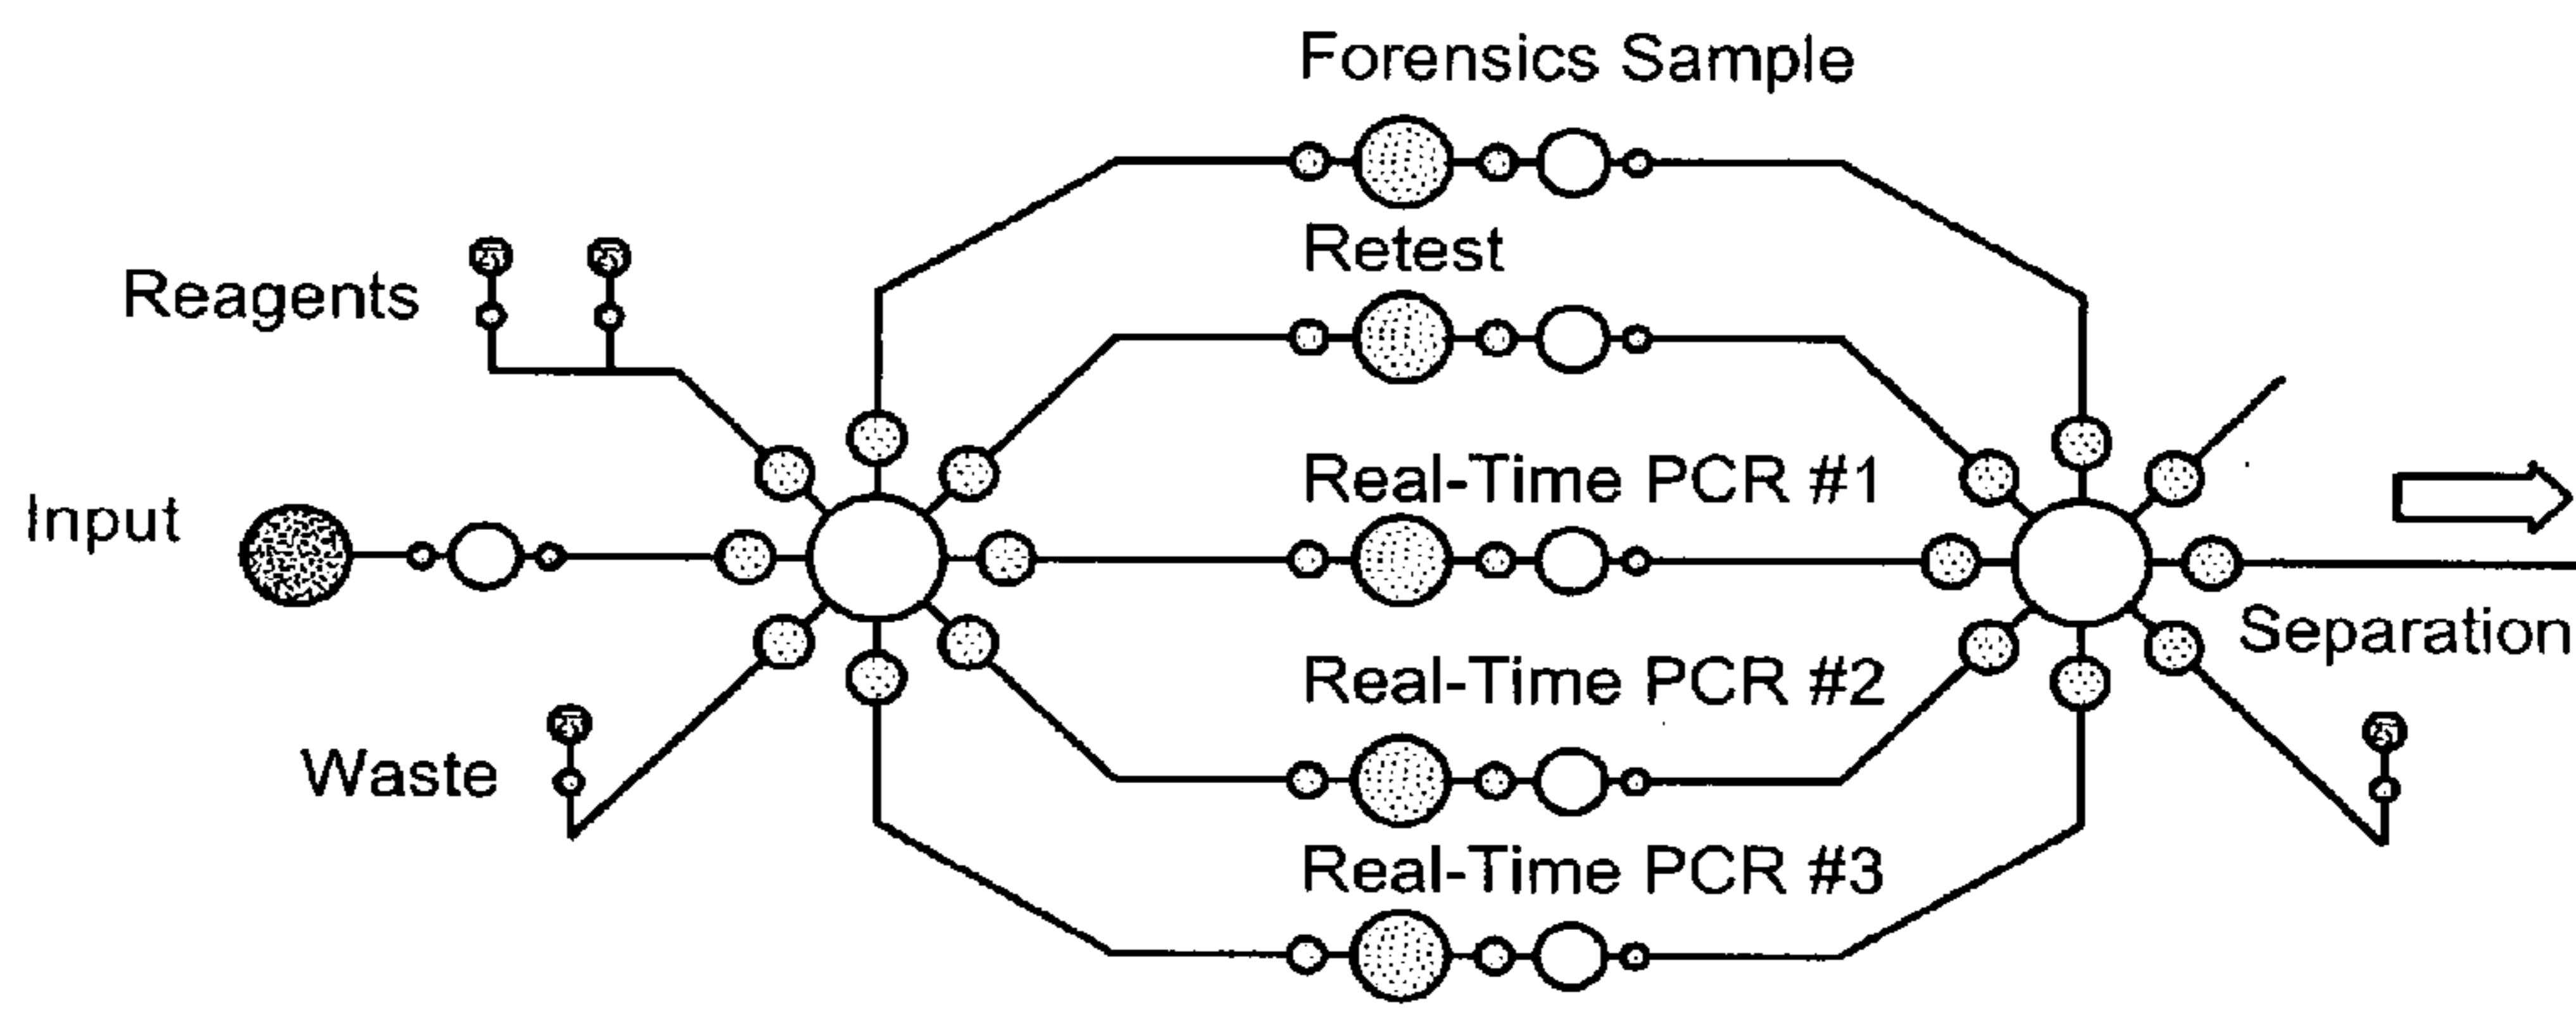 Forensics Sample
Retest
Reagents
Real-Time PCR #1
Input
Separation
Real-Time PCR #2
Waste
Real-Time PCR #3